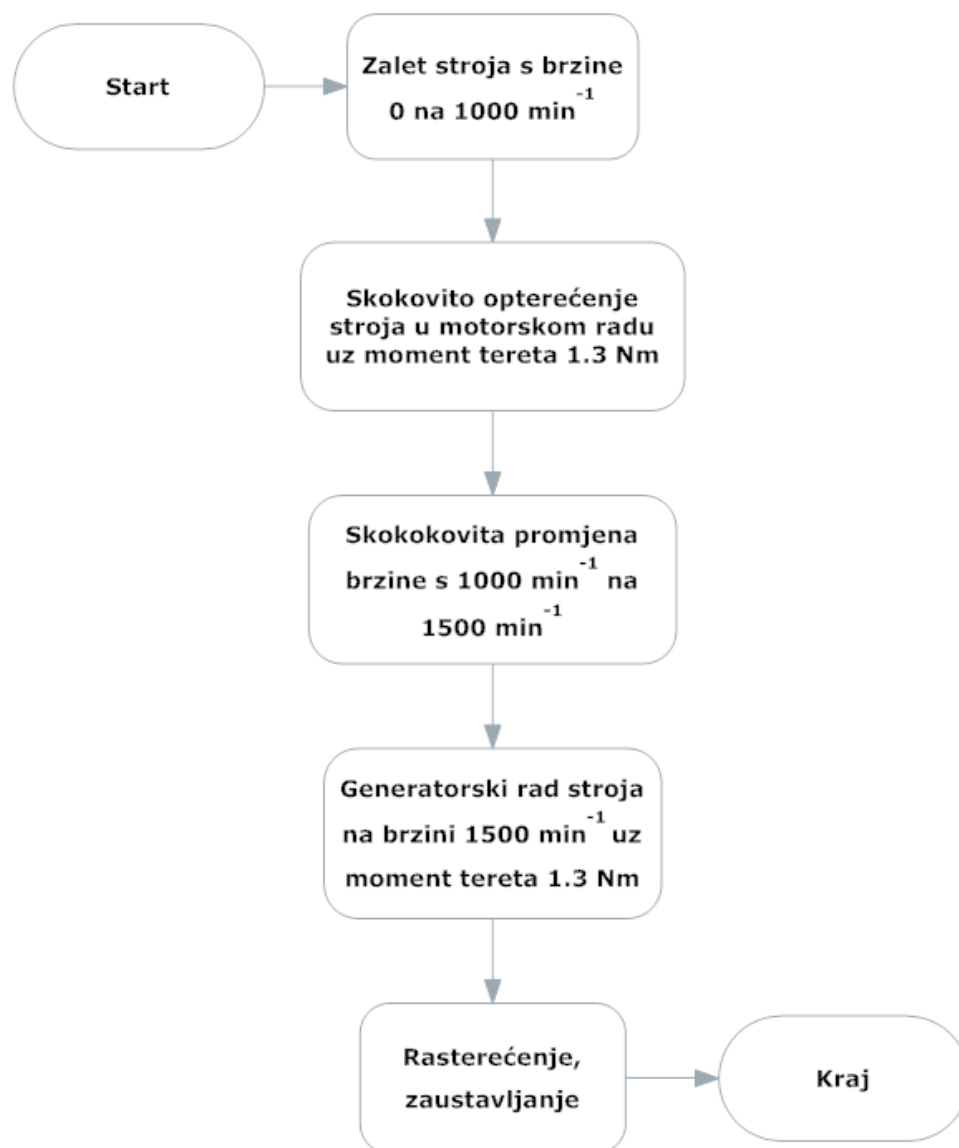 Start
Zalet stroja s brzine
0 na 1000 min⁻¹
Skokovito opterećenje
stroja u motorskom radu
uz moment tereta 1.3 Nm
Skokokovita promjena
brzine s 1000 min⁻¹ na
1500 min⁻¹
Generatorski rad stroja
na brzini 1500 min⁻¹ uz
moment tereta 1.3 Nm
Rasterećenje,
zaustavljanje
Kraj